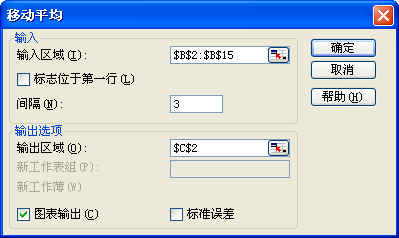 移动平均
输入
输入区域(I):
$B$2:$B$15
标志位于第一行(L)
间隔(N):
3
输出选项
输出区域(O):
$C$2
新工作表组(P):
新工作薄(W)
图表输出(C)
标准误差
确定
取消
帮助(H)